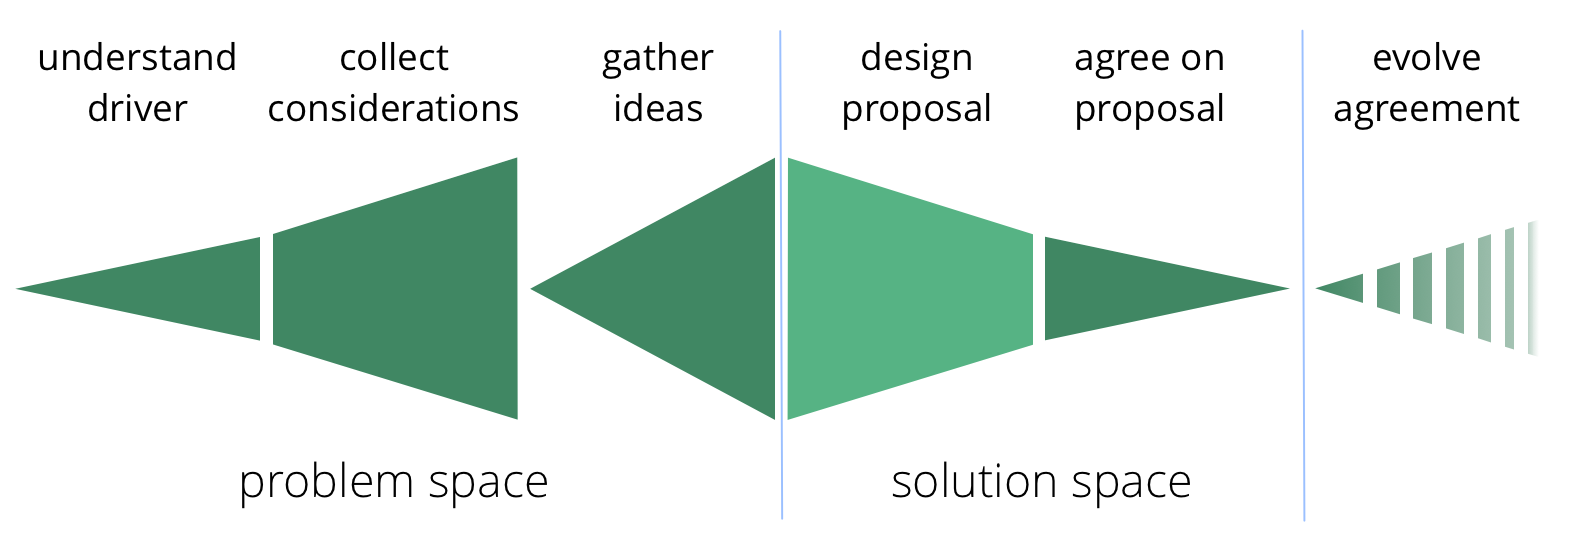 understand
driver
collect
considerations
gather
ideas
design
proposal
agree on
proposal
evolve
agreement
problem space
solution space